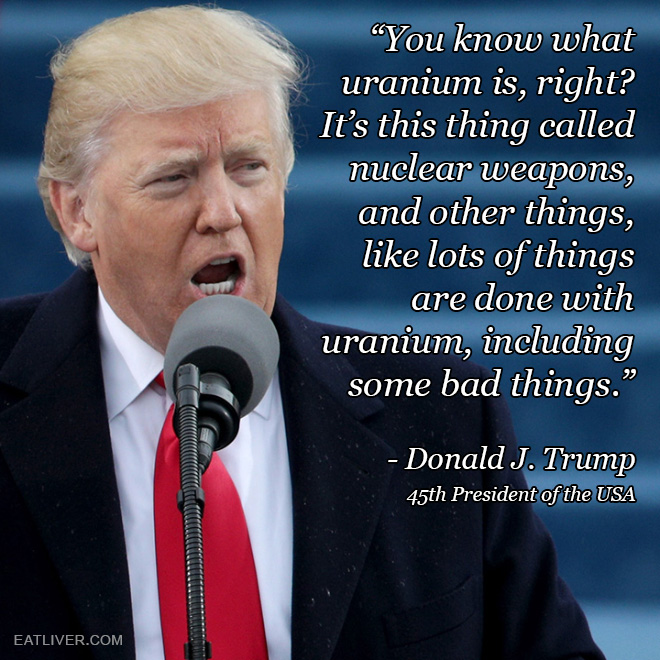 “You know what
uranium is, right?
It’s this thing called
nuclear weapons,
and other things,
like lots of things
are done with
uranium, including
some bad things.”
- Donald J. Trump
45th President of the USA
EATLIVER.COM